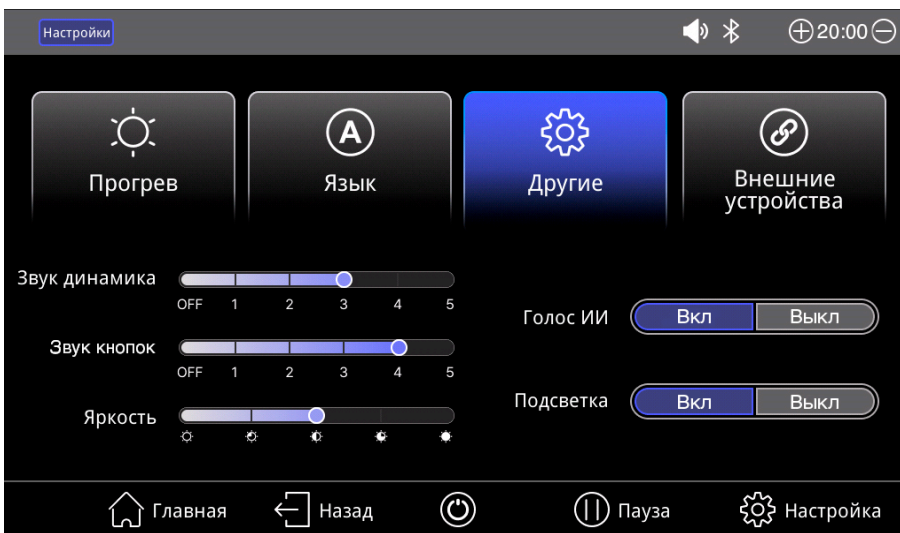 Настройки
20:00
A
Прогрев
Язык
Другие
Внешние
устройства
Звук динамика
OFF 1 2 3 4 5
Голос ИИ Вкл Выкл
Звук кнопок
OFF 1 2 3 4 5
Подсветка Вкл Выкл
Яркость
Главная Назад Пауза Настройка